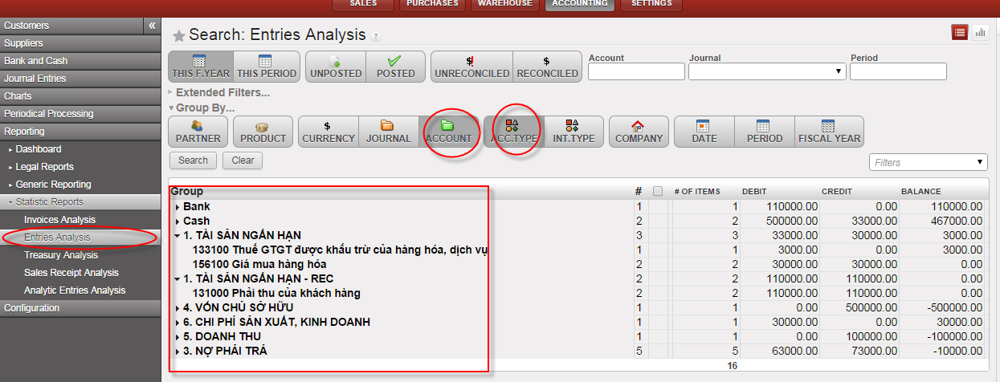 SALES PURCHASES WAREHOUSE ACCOUNTING SETTINGS
Customers «
Suppliers
Bank and Cash
Journal Entries
Charts
Periodical Processing
Reporting
Dashboard
Legal Reports
Generic Reporting
Statistic Reports
Invoices Analysis
Entries Analysis
Treasury Analysis
Sales Receipt Analysis
Analytic Entries Analysis
Configuration
Search: Entries Analysis ?
THIS F.YEAR THIS PERIOD UNPOSTED POSTED UNRECONCILED RECONCILED
Account Journal Period
Extended Filters...
Group By...
PARTNER PRODUCT CURRENCY JOURNAL ACCOUNT ACC.TYPE INT.TYPE COMPANY DATE PERIOD FISCAL YEAR
Search Clear Filters
Group # # OF ITEMS DEBIT CREDIT BALANCE
Bank 1 1 110000.00 0.00 110000.00
Cash 2 2 500000.00 33000.00 467000.00
1. TÀI SẢN NGẮN HẠN 3 3 33000.00 30000.00 3000.00
133100 Thuế GTGT được khấu trừ của hàng hóa, dịch vụ 1 1 3000.00 0.00 3000.00
156100 Giá mua hàng hóa 2 2 30000.00 30000.00 0.00
1. TÀI SẢN NGẮN HẠN - REC 2 2 110000.00 110000.00 0.00
131000 Phải thu của khách hàng 2 2 110000.00 110000.00 0.00
4. VỐN CHỦ SỞ HỮU 1 1 0.00 500000.00 -500000.00
6. CHI PHÍ SẢN XUẤT, KINH DOANH 1 1 30000.00 0.00 30000.00
5. DOANH THU 1 1 0.00 100000.00 -100000.00
3. NỢ PHẢI TRẢ 5 5 63000.00 73000.00 -10000.00
16